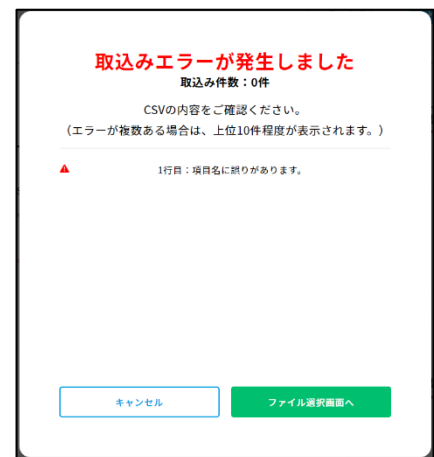 取込みエラーが発生しました
取込み件数：0件
CSVの内容をご確認ください。
（エラーが複数ある場合は、上位10件程度が表示されます。）
1行目：項目名に誤りがあります。
キャンセル
ファイル選択画面へ